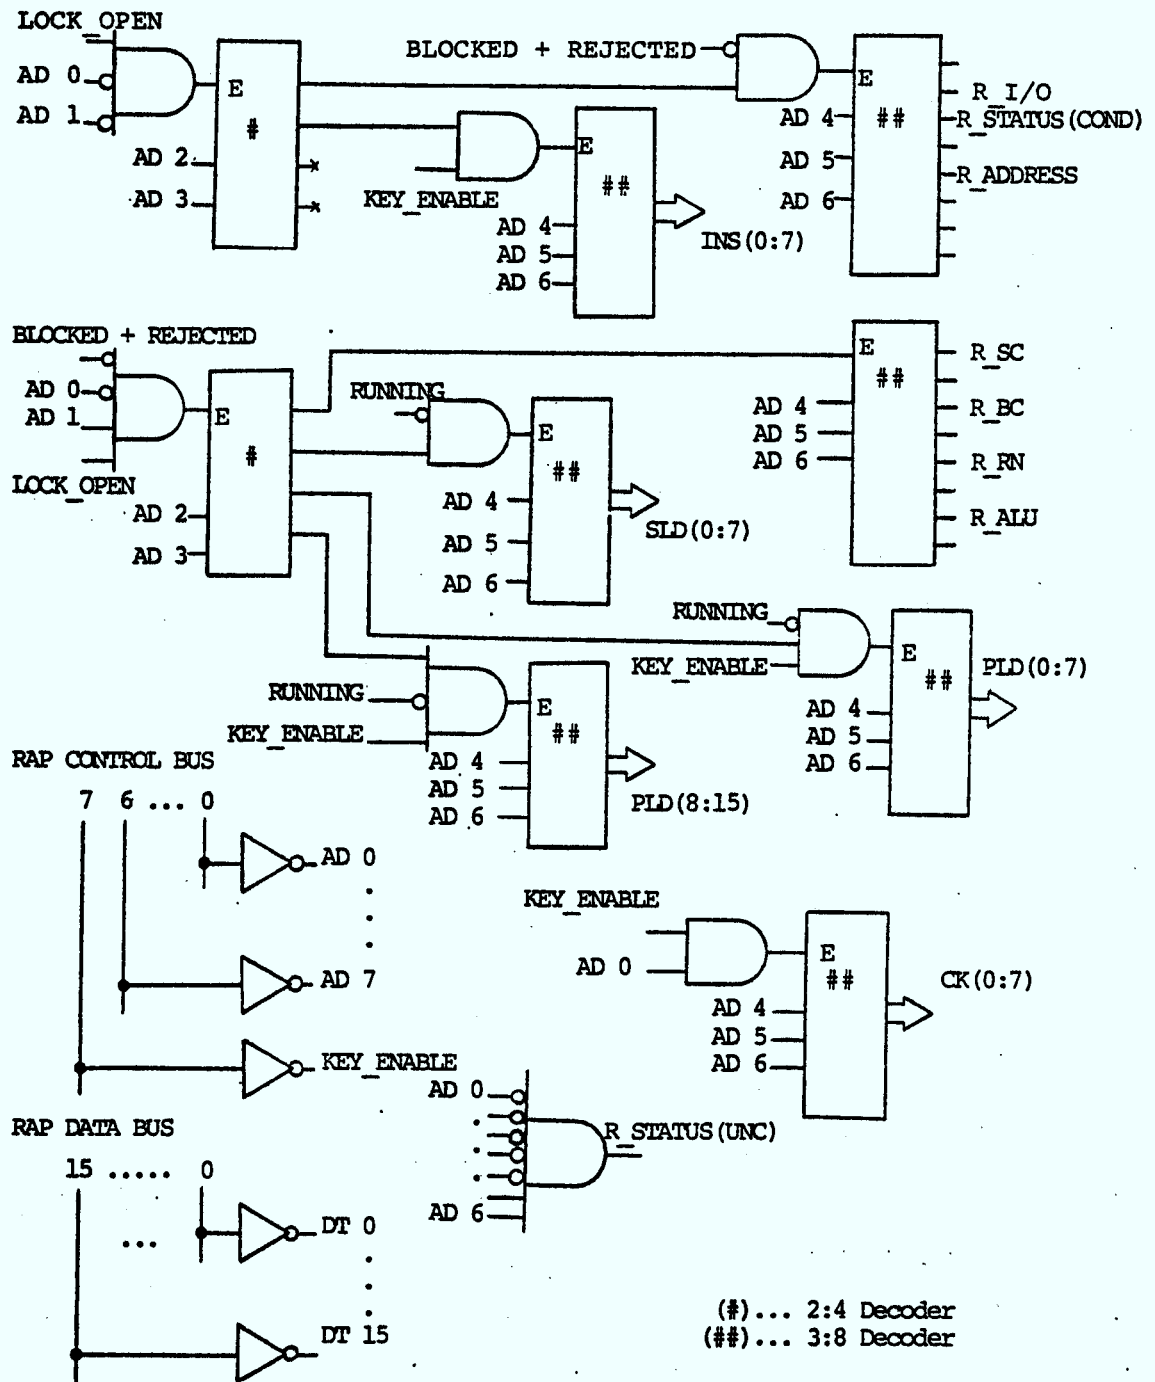 LOCK_OPEN
AD 0
AD 1
E
#
AD 2
AD 3
BLOCKED + REJECTED
KEY_ENABLE
E
##
AD 4
AD 5
AD 6
INS(0:7)
E
##
AD 4
AD 5
AD 6
R_I/O
R_STATUS(COND)
R_ADDRESS
BLOCKED + REJECTED
AD 0
AD 1
LOCK_OPEN
E
#
AD 2
AD 3
RUNNING
E
##
AD 4
AD 5
AD 6
SLD(0:7)
E
##
AD 4
AD 5
AD 6
R_SC
R_BC
R_RN
R_ALU
RUNNING
KEY_ENABLE
E
##
AD 4
AD 5
AD 6
PLD(0:7)
RUNNING
KEY_ENABLE
E
##
AD 4
AD 5
AD 6
PLD(8:15)
RAP CONTROL BUS
7 6 ... 0
AD 0
.
.
.
AD 7
KEY_ENABLE
KEY_ENABLE
AD 0
E
##
AD 4
AD 5
AD 6
CK(0:7)
AD 0
.
.
.
.
AD 6
R_STATUS(UNC)
RAP DATA BUS
15 ..... 0
...
DT 0
.
.
.
DT 15
(#)... 2:4 Decoder
(##)... 3:8 Decoder